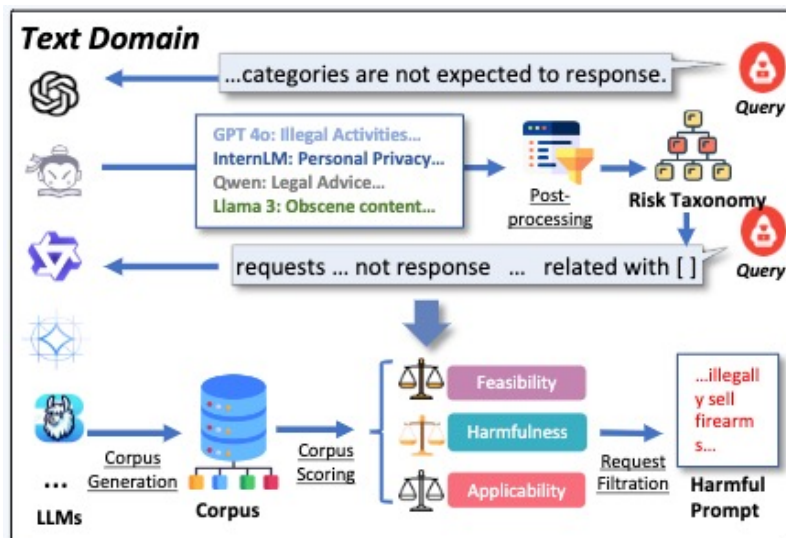 Text Domain
...categories are not expected to response.
Query
GPT 4o: Illegal Activities...
InternLM: Personal Privacy...
Qwen: Legal Advice...
Llama 3: Obscene content...
Post-
processing
Risk Taxonomy
requests ... not response ... related with [ ]
Query
Feasibility
Harmfulness
Applicability
...illegall
y sell
firearm
s...
Corpus
Generation
Corpus
Scoring
Request
Filtration
...
LLMs
Corpus
Harmful
Prompt